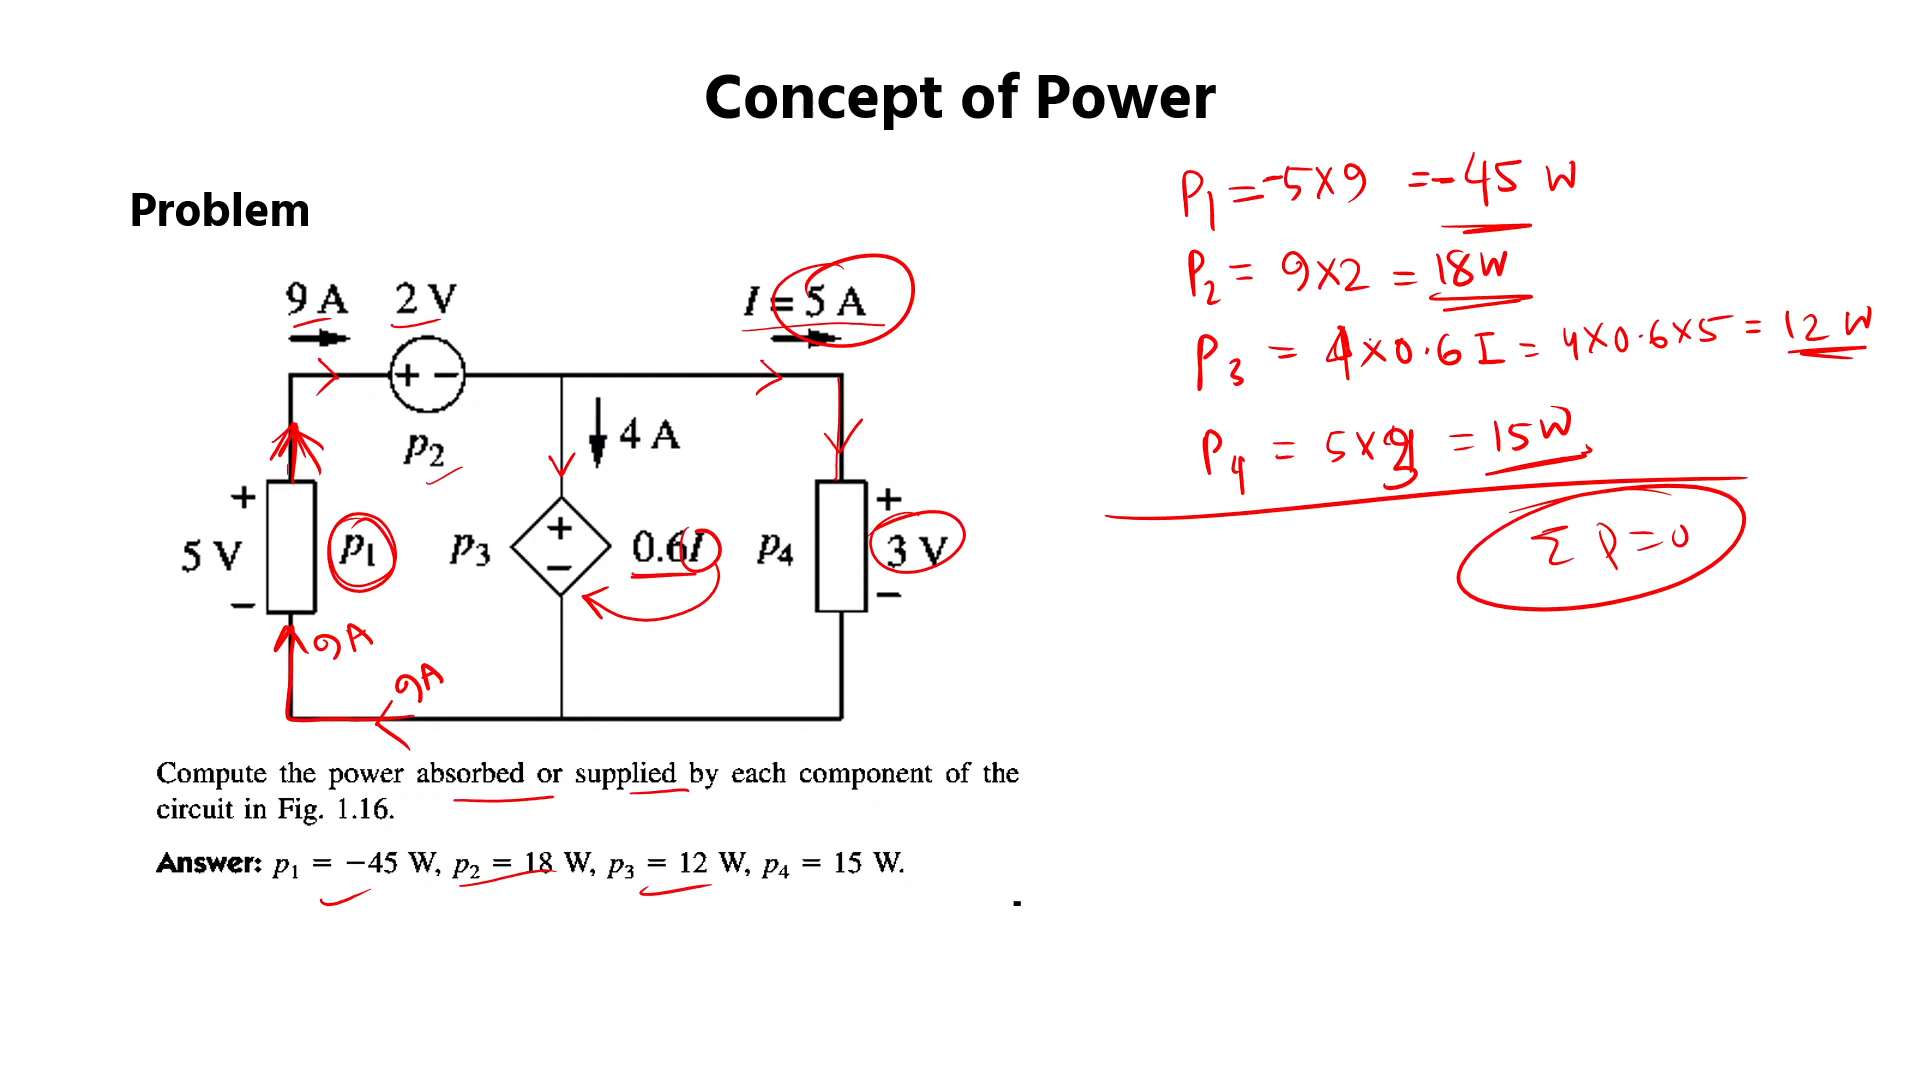 Concept of Power
Problem
9 A
2 V
I = 5 A
+ −
4 A
p2
+
5 V
−
p1
p3
+
−
0.6I
p4
+
3 V
−
9A
9A
Compute the power absorbed or supplied by each component of the
circuit in Fig. 1.16.
Answer: p1 = −45 W, p2 = 18 W, p3 = 12 W, p4 = 15 W.
P1 = -5×9 = -45 W
P2 = 9×2 = 18W
P3 = 4×0.6 I = 4×0.6×5 = 12 W
P4 = 5×3 = 15W
Σ P=0